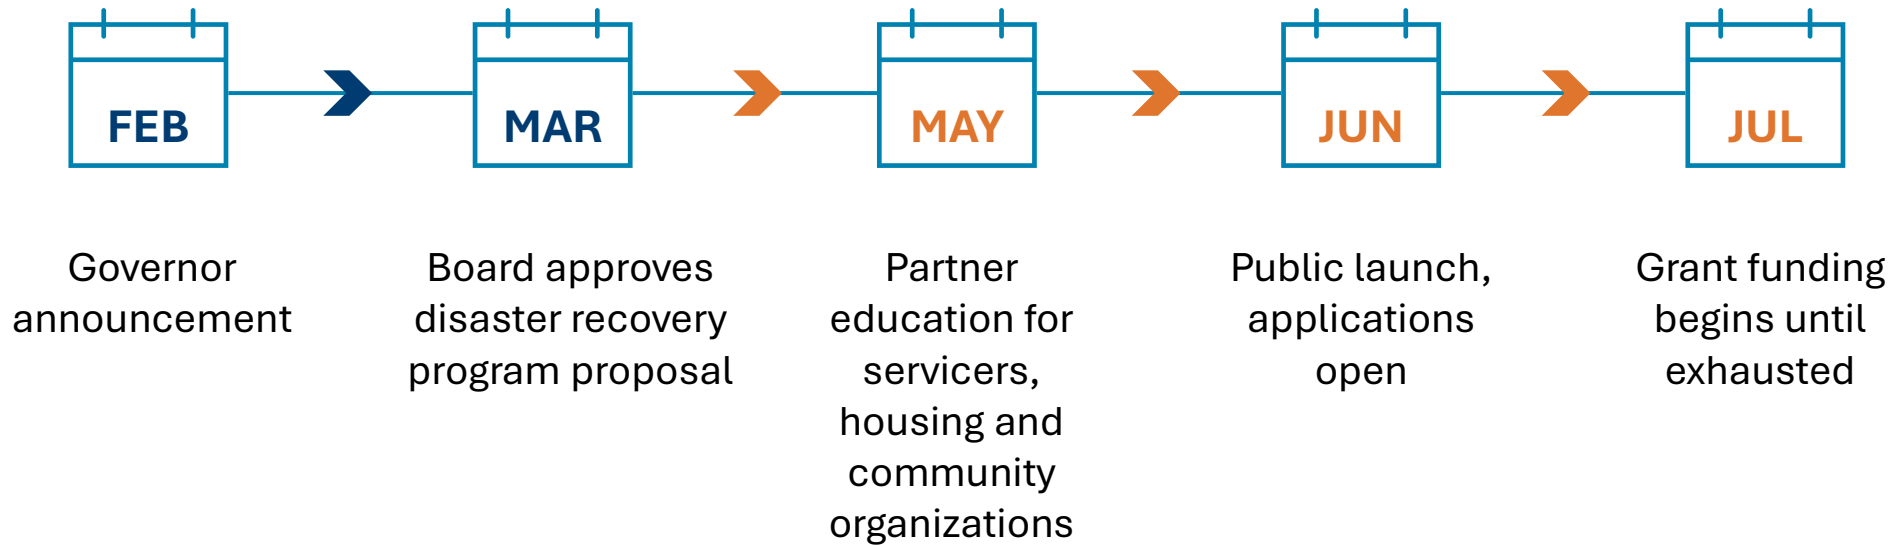 FEB
MAR
MAY
JUN
JUL
Governor
announcement
Board approves
disaster recovery
program proposal
Partner
education for
servicers,
housing and
community
organizations
Public launch,
applications
open
Grant funding
begins until
exhausted